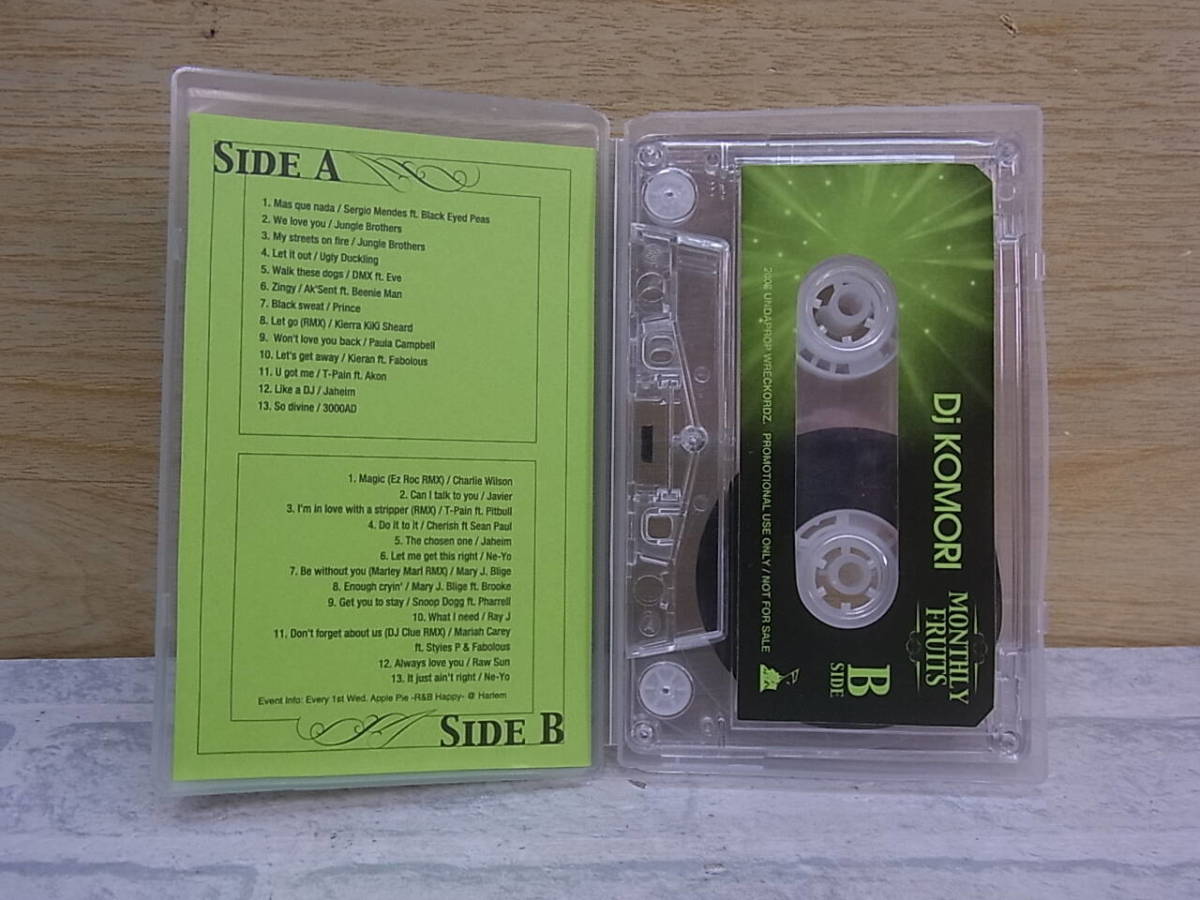 SIDE A
1. Mas que nada / Sergio Mendes ft. Black Eyed Peas
2. We love you / Jungle Brothers
3. My streets on fire / Jungle Brothers
4. Let it out / Ugly Duckling
5. Walk these dogs / DMX ft. Eve
6. Zingy / Ak'Sent ft. Beenie Man
7. Black sweat / Prince
8. Let go (RMX) / Kierra KiKi Sheard
9. Won't love you back / Paula Campbell
10. Let's get away / Kieran ft. Fabolous
11. U got me / T-Pain ft. Akon
12. Like a DJ / Jaheim
13. So divine / 3000AD
1. Magic (Ez Roc RMX) / Charlie Wilson
2. Can I talk to you / Javier
3. I'm in love with a stripper (RMX) / T-Pain ft. Pitbull
4. Do it to it / Cherish ft Sean Paul
5. The chosen one / Jaheim
6. Let me get this right / Ne-Yo
7. Be without you (Marley Marl RMX) / Mary J. Blige
8. Enough cryin' / Mary J. Blige ft. Brooke
9. Get you to stay / Snoop Dogg ft. Pharrell
10. What I need / Ray J
11. Don't forget about us (DJ Clue RMX) / Mariah Carey
ft. Styles P & Fabolous
12. Always love you / Raw Sun
13. It just ain't right / Ne-Yo
Event Info: Every 1st Wed. Apple Pie -R&B Happy- @ Harlem
SIDE B
Dj KOMORI
MONTHLY
FRUITS
B
SIDE
2006 UNDAPROP WRECKORDZ. PROMOTIONAL USE ONLY / NOT FOR SALE